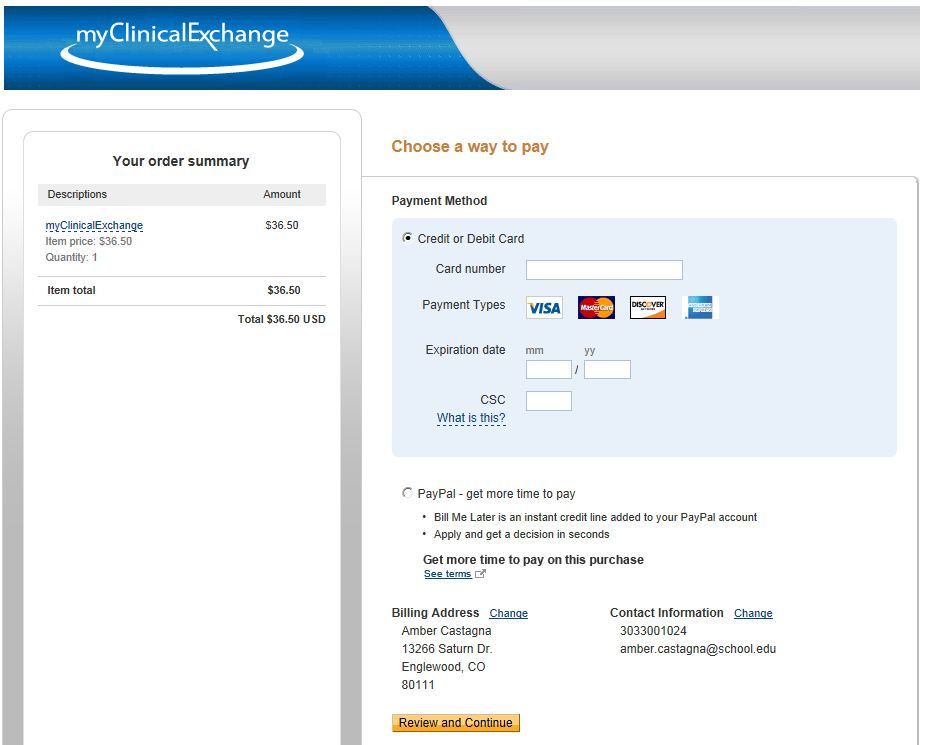 myClinicalExchange
Your order summary
Descriptions Amount
myClinicalExchange $36.50
Item price: $36.50
Quantity: 1
Item total $36.50
Total $36.50 USD
Choose a way to pay
Payment Method
Credit or Debit Card
Card number
Payment Types VISA MasterCard DISCOVER NETWORK AMERICAN EXPRESS
Expiration date mm yy
/
CSC
What is this?
PayPal - get more time to pay
• Bill Me Later is an instant credit line added to your PayPal account
• Apply and get a decision in seconds
Get more time to pay on this purchase
See terms
Billing Address Change
Amber Castagna
13266 Saturn Dr.
Englewood, CO
80111
Contact Information Change
3033001024
amber.castagna@school.edu
Review and Continue